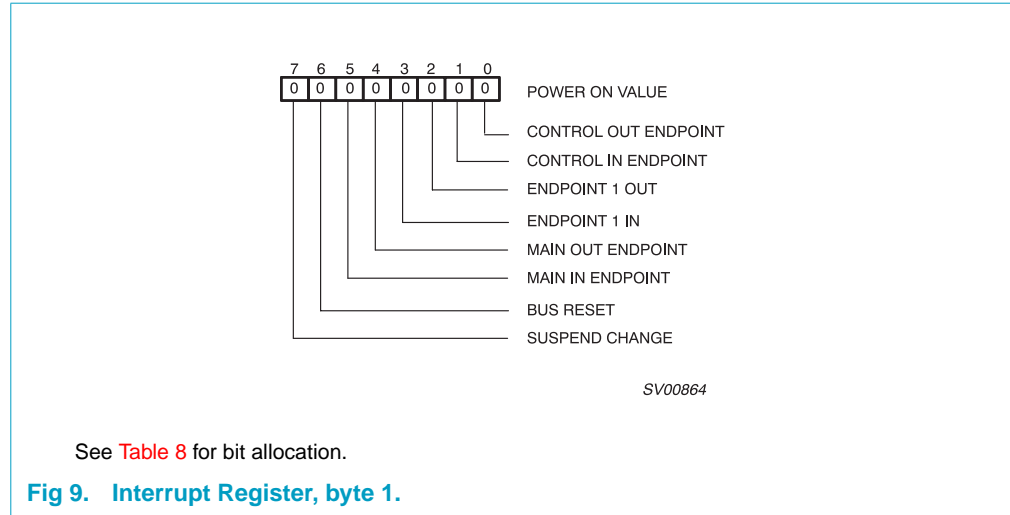 7 6 5 4 3 2 1 0
0 0 0 0 0 0 0 0 POWER ON VALUE
CONTROL OUT ENDPOINT
CONTROL IN ENDPOINT
ENDPOINT 1 OUT
ENDPOINT 1 IN
MAIN OUT ENDPOINT
MAIN IN ENDPOINT
BUS RESET
SUSPEND CHANGE
SV00864
See Table 8 for bit allocation.
Fig 9. Interrupt Register, byte 1.